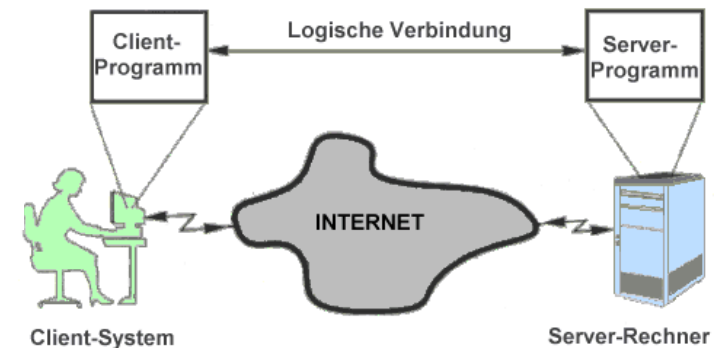 Client-
Programm
Logische Verbindung
Server-
Programm
INTERNET
Client-System
Server-Rechner